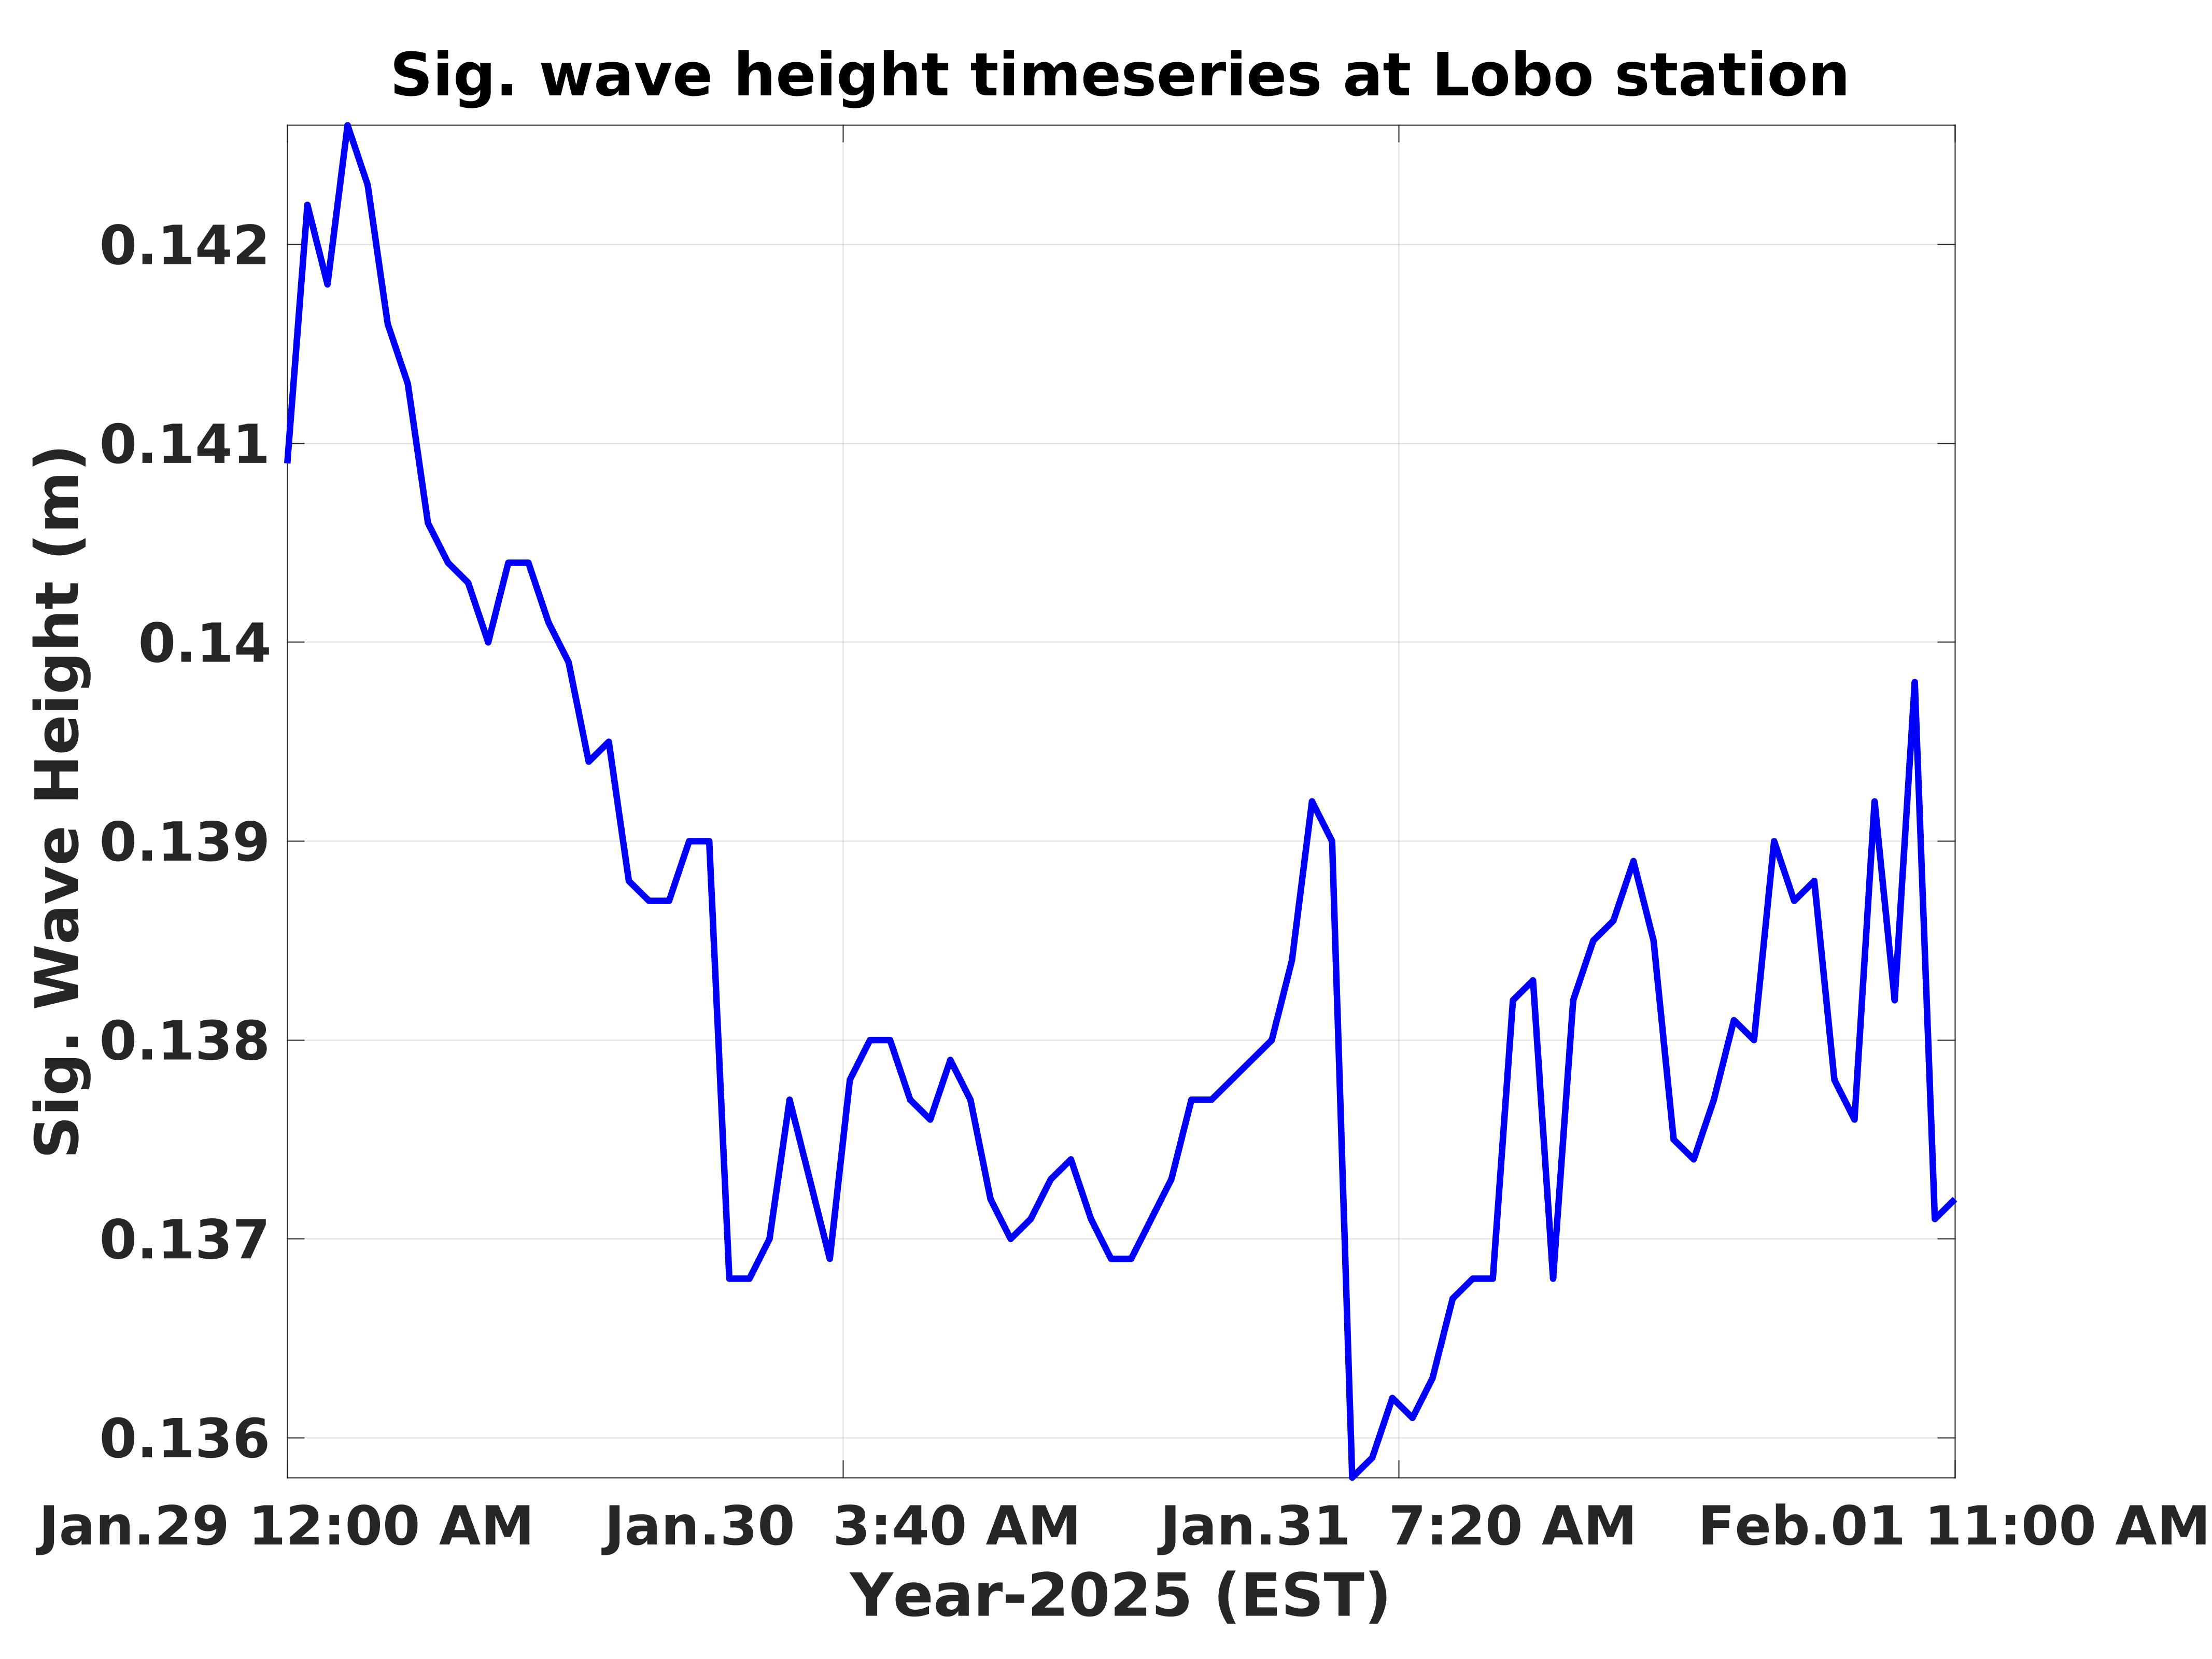 Sig. wave height timeseries at Lobo station
Sig. Wave Height (m)
0.142
0.141
0.14
0.139
0.138
0.137
0.136
Jan.29 12:00 AM Jan.30 3:40 AM Jan.31 7:20 AM Feb.01 11:00 AM
Year-2025 (EST)